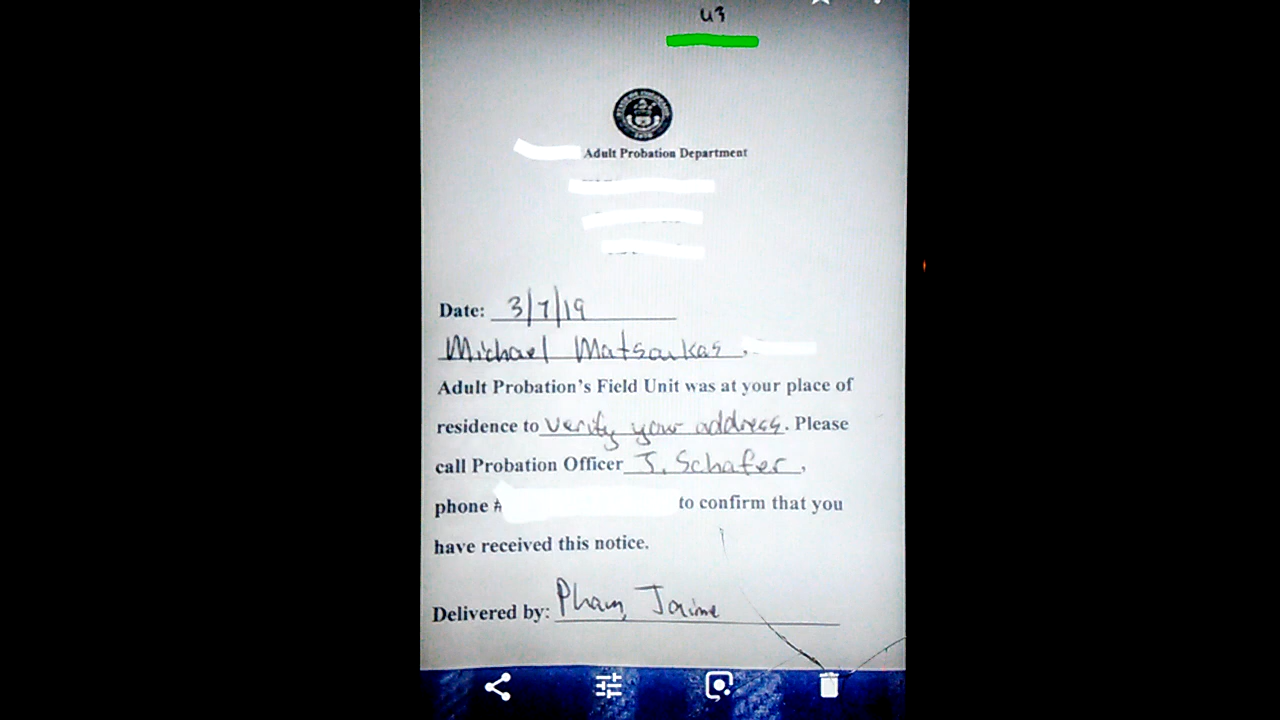 u3
Adult Probation Department
Date: 3/7/19
Michael Matsoukas,
Adult Probation's Field Unit was at your place of
residence to verify your address. Please
call Probation Officer J. Schafer,
phone # to confirm that you
have received this notice.
Delivered by: Pham, Jaime